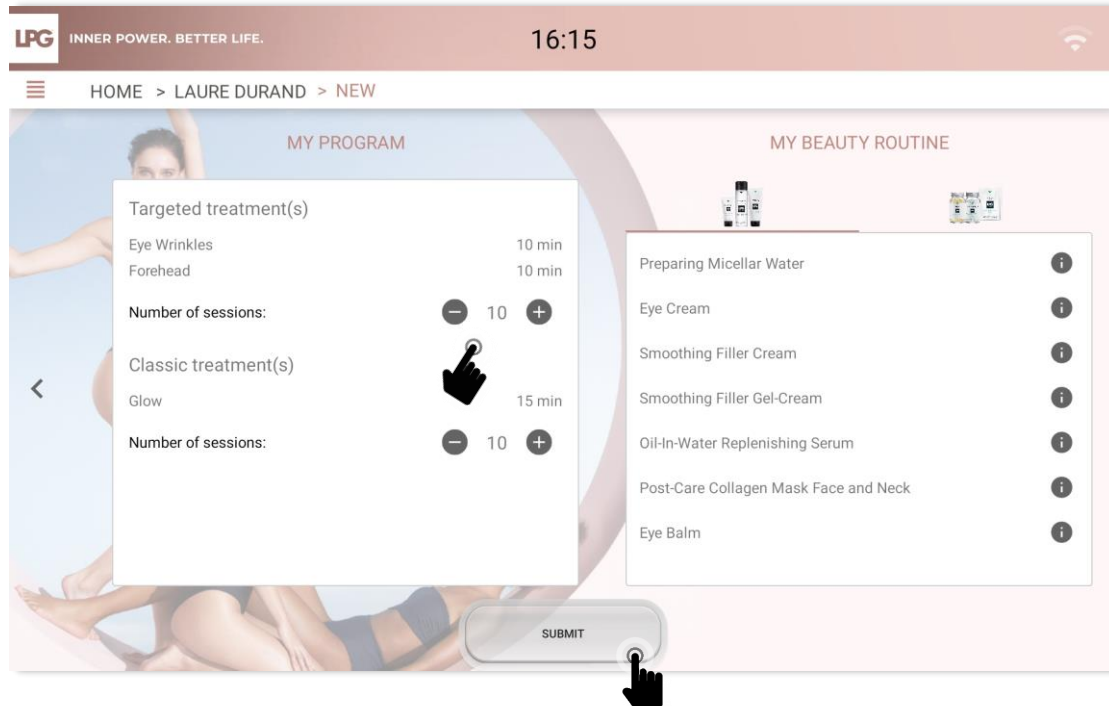 LPG INNER POWER. BETTER LIFE.
16:15
HOME > LAURE DURAND > NEW
MY PROGRAM
Targeted treatment(s)
Eye Wrinkles 10 min
Forehead 10 min
Number of sessions: 10
Classic treatment(s)
Glow 15 min
Number of sessions: 10
MY BEAUTY ROUTINE
Preparing Micellar Water
Eye Cream
Smoothing Filler Cream
Smoothing Filler Gel-Cream
Oil-In-Water Replenishing Serum
Post-Care Collagen Mask Face and Neck
Eye Balm
SUBMIT